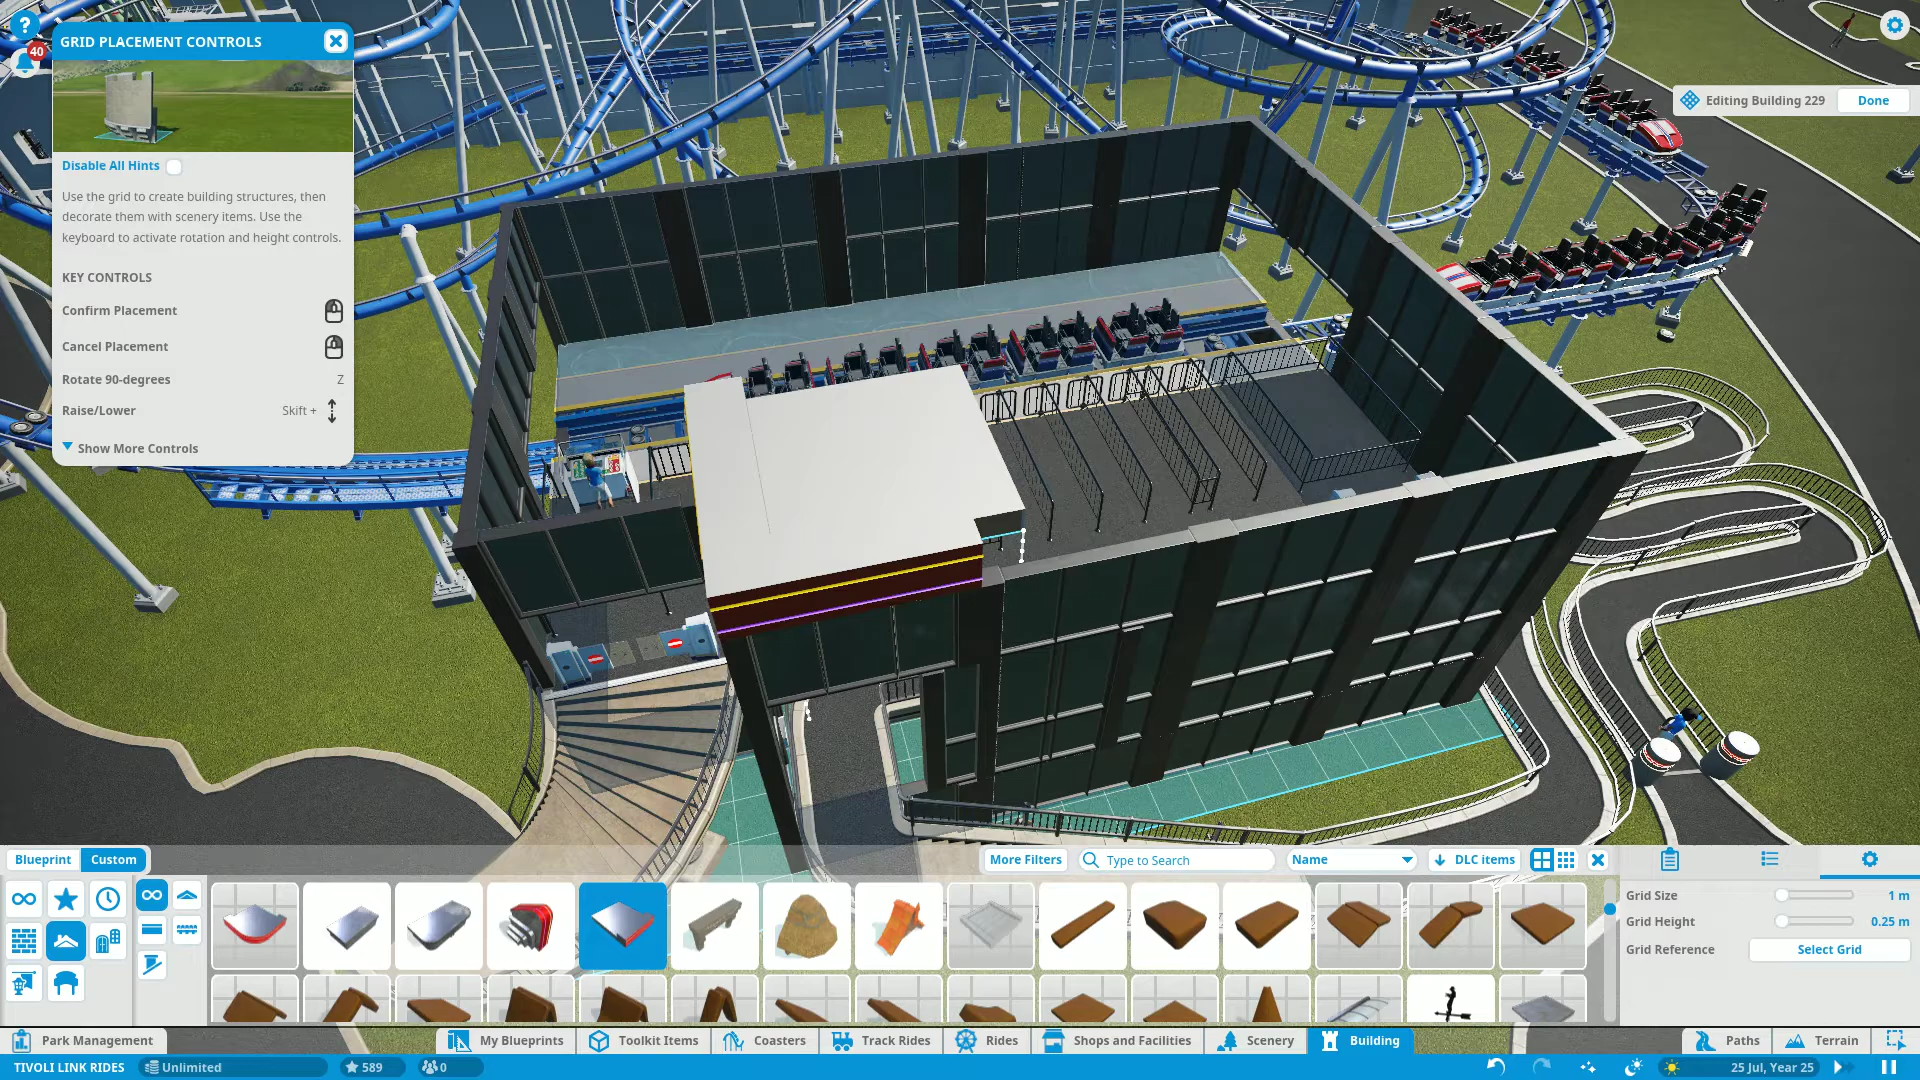 ?
40
GRID PLACEMENT CONTROLS
Disable All Hints
Use the grid to create building structures, then
decorate them with scenery items. Use the
keyboard to activate rotation and height controls.
KEY CONTROLS
Confirm Placement
Cancel Placement
Rotate 90-degrees Z
Raise/Lower Skift +
Show More Controls
Editing Building 229 Done
Blueprint Custom
More Filters Type to Search Name DLC items
Grid Size 1 m
Grid Height 0.25 m
Grid Reference Select Grid
Park Management My Blueprints Toolkit Items Coasters Track Rides Rides Shops and Facilities Scenery Building Paths Terrain
TIVOLI LINK RIDES Unlimited 589 0 25 Jul, Year 25